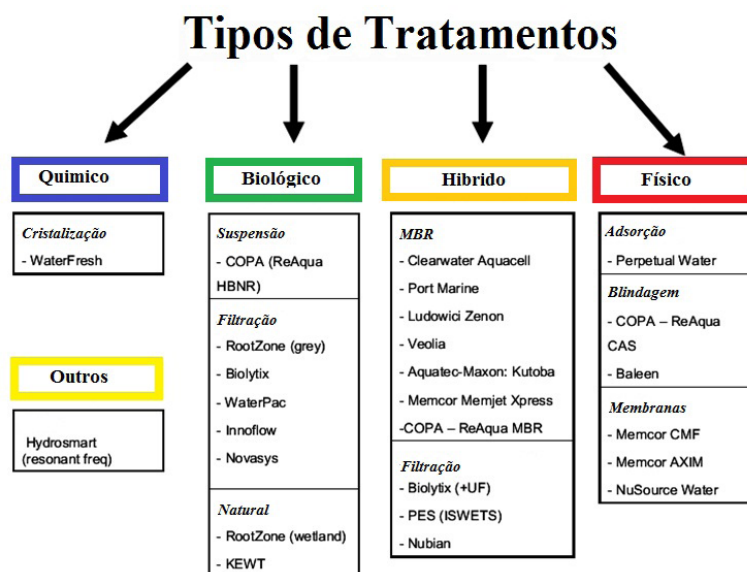 Tipos de Tratamentos
Quimico
Cristalização
- WaterFresh
Outros
Hydrosmart
(resonant freq)
Biológico
Suspensão
- COPA (ReAqua
HBNR)
Filtração
- RootZone (grey)
- Biolytix
- WaterPac
- Innoflow
- Novasys
Natural
- RootZone (wetland)
- KEWT
Híbrido
MBR
- Clearwater Aquacell
- Port Marine
- Ludowici Zenon
- Veolia
- Aquatec-Maxon: Kutoba
- Memcor Memjet Xpress
-COPA – ReAqua MBR
Filtração
- Biolytix (+UF)
- PES (ISWETS)
- Nubian
Físico
Adsorção
- Perpetual Water
Blindagem
- COPA – ReAqua
CAS
- Baleen
Membranas
- Memcor CMF
- Memcor AXIM
- NuSource Water